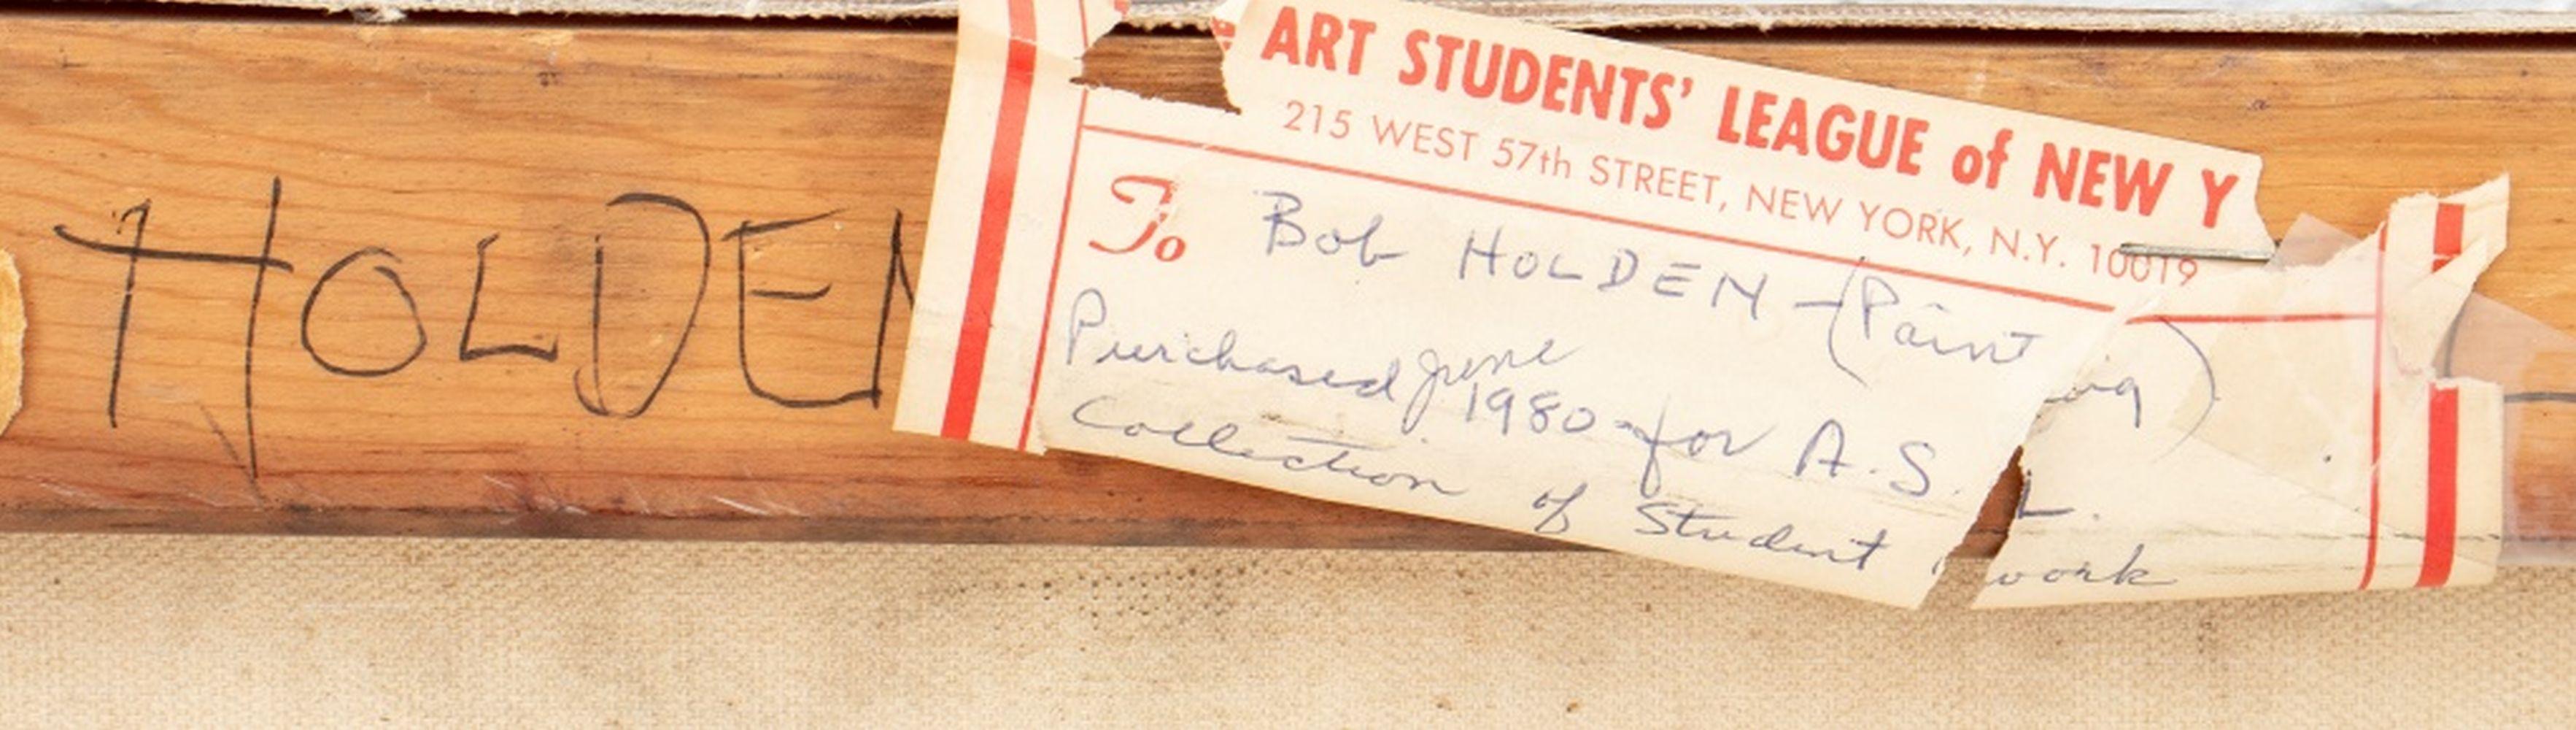 HOLDEN
ART STUDENTS' LEAGUE of NEW Y
215 WEST 57th STREET, NEW YORK, N.Y. 10019
To Bob HOLDEN - (Painting)
Purchased June 1980 - for A.S.L.
Collection of Student work